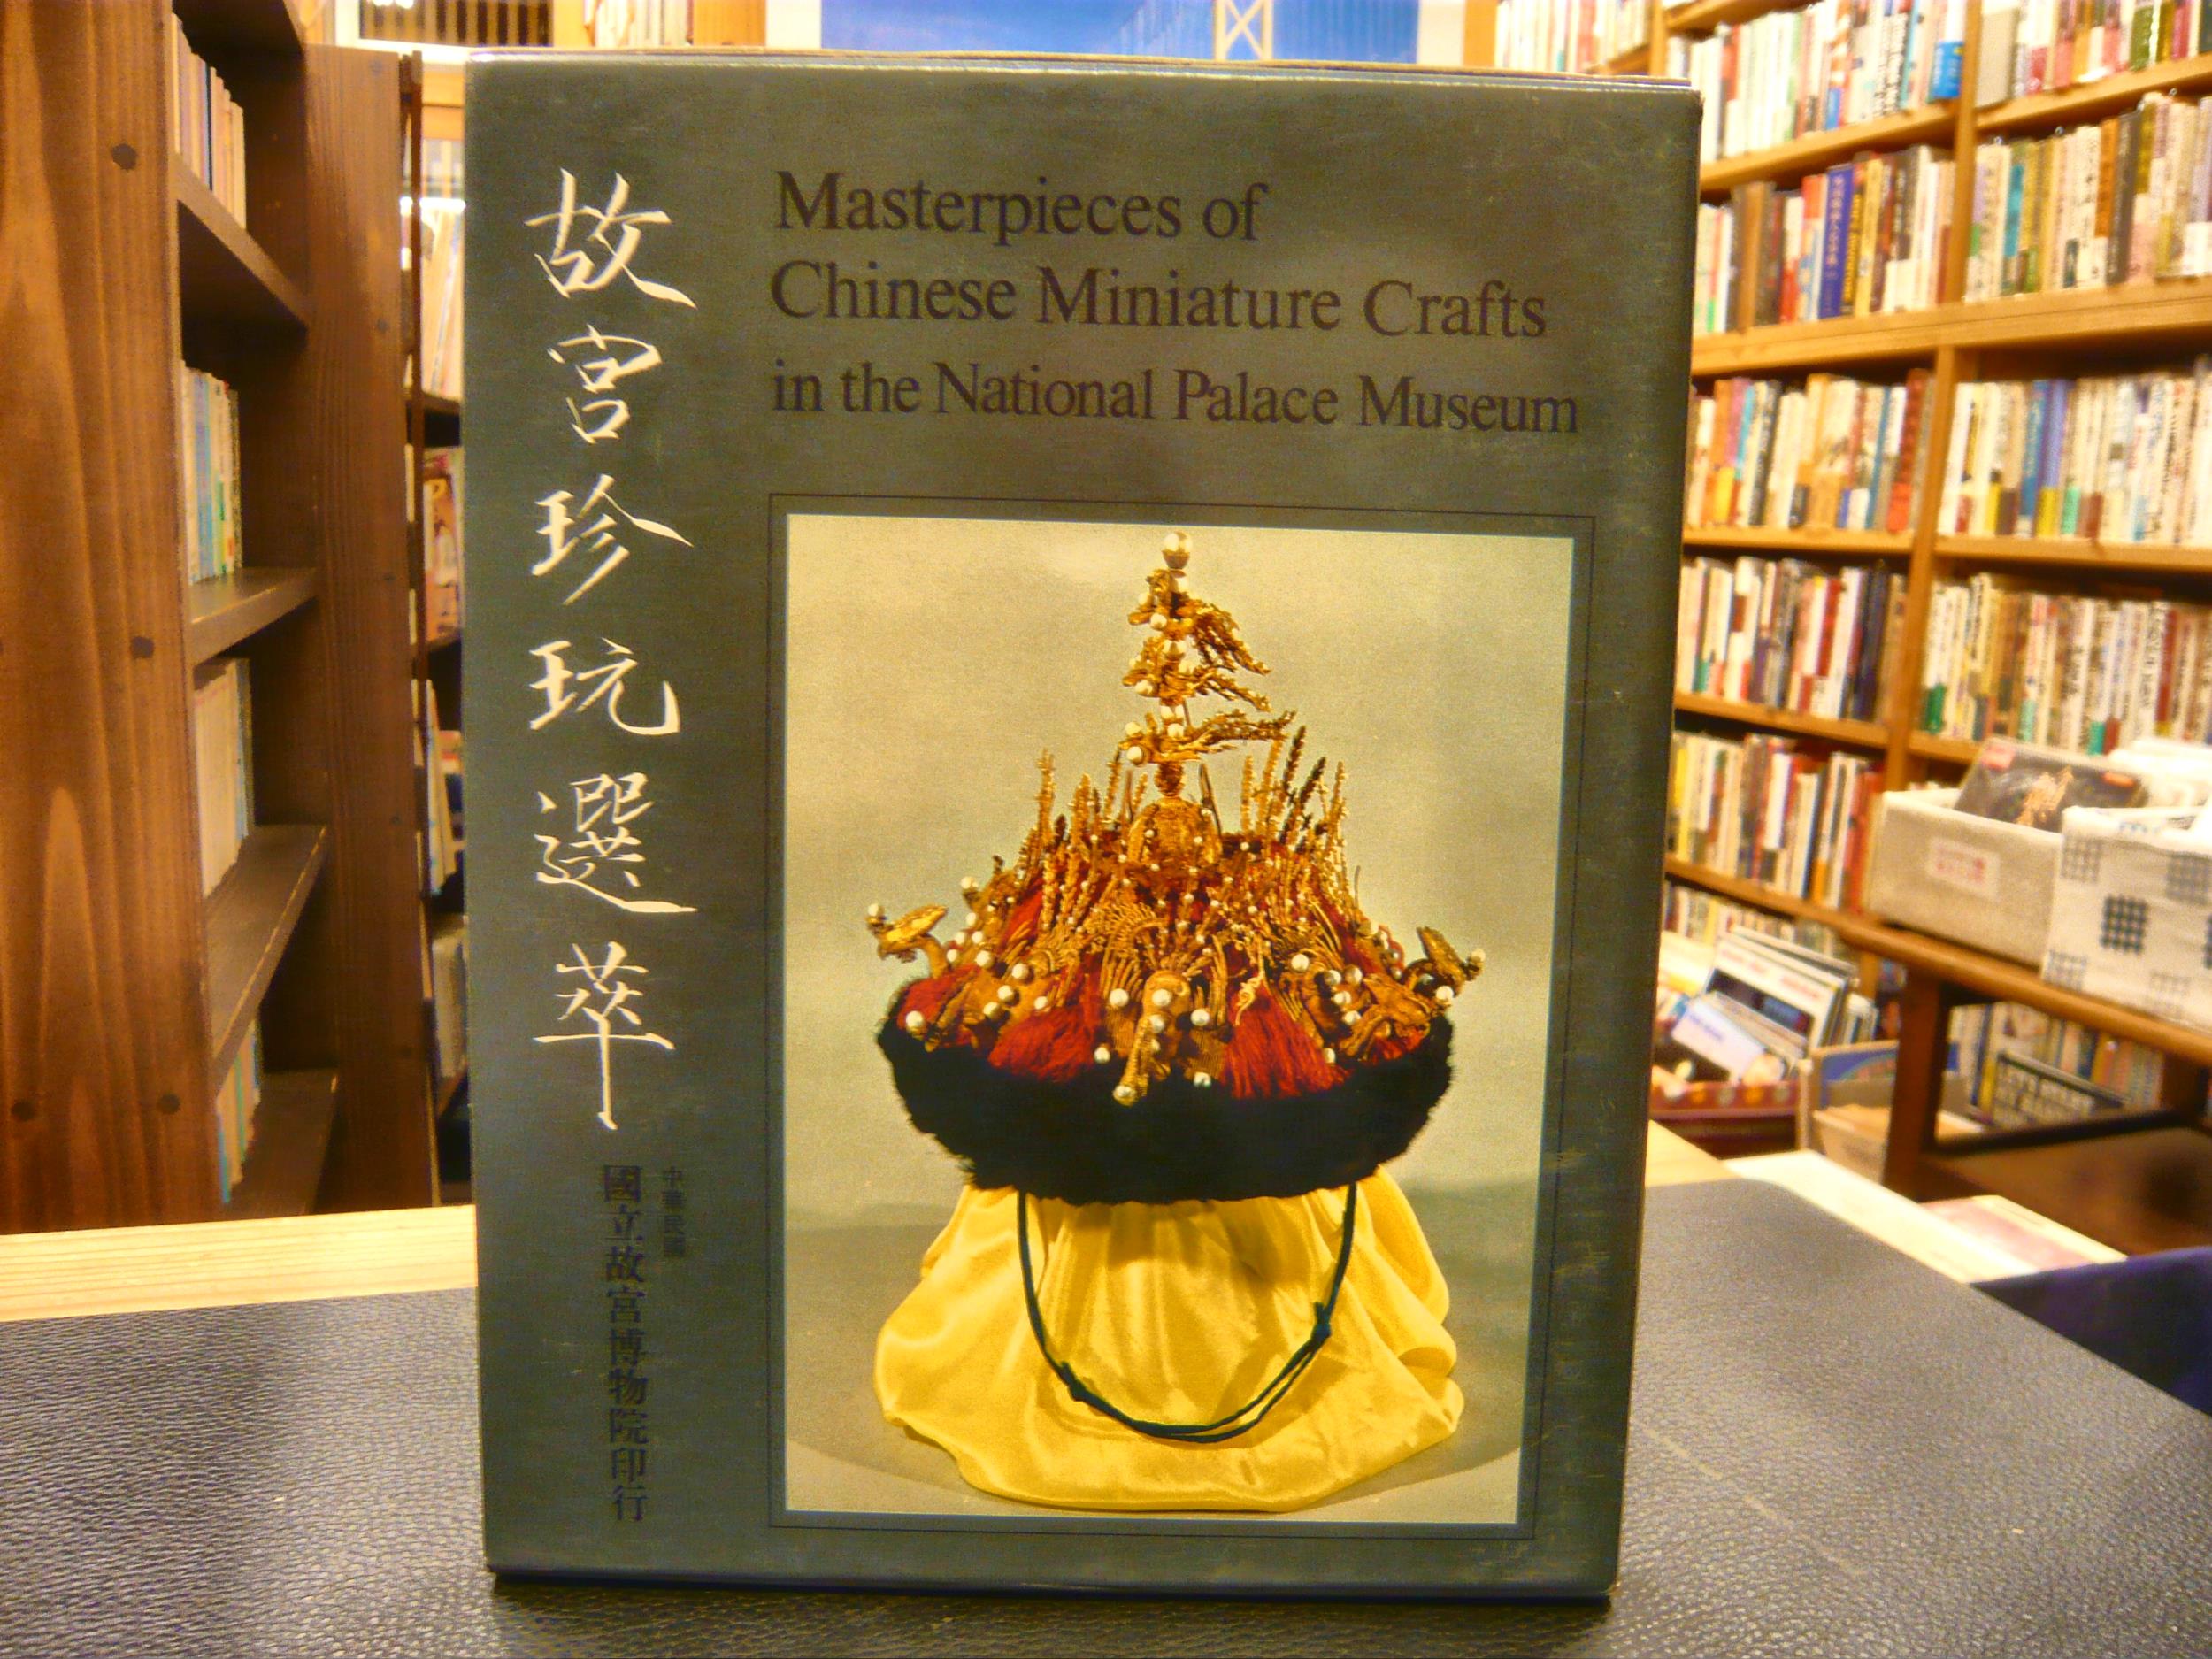 故宮珍玩選萃
Masterpieces of
Chinese Miniature Crafts
in the National Palace Museum
中華民國
國立故宮博物院印行